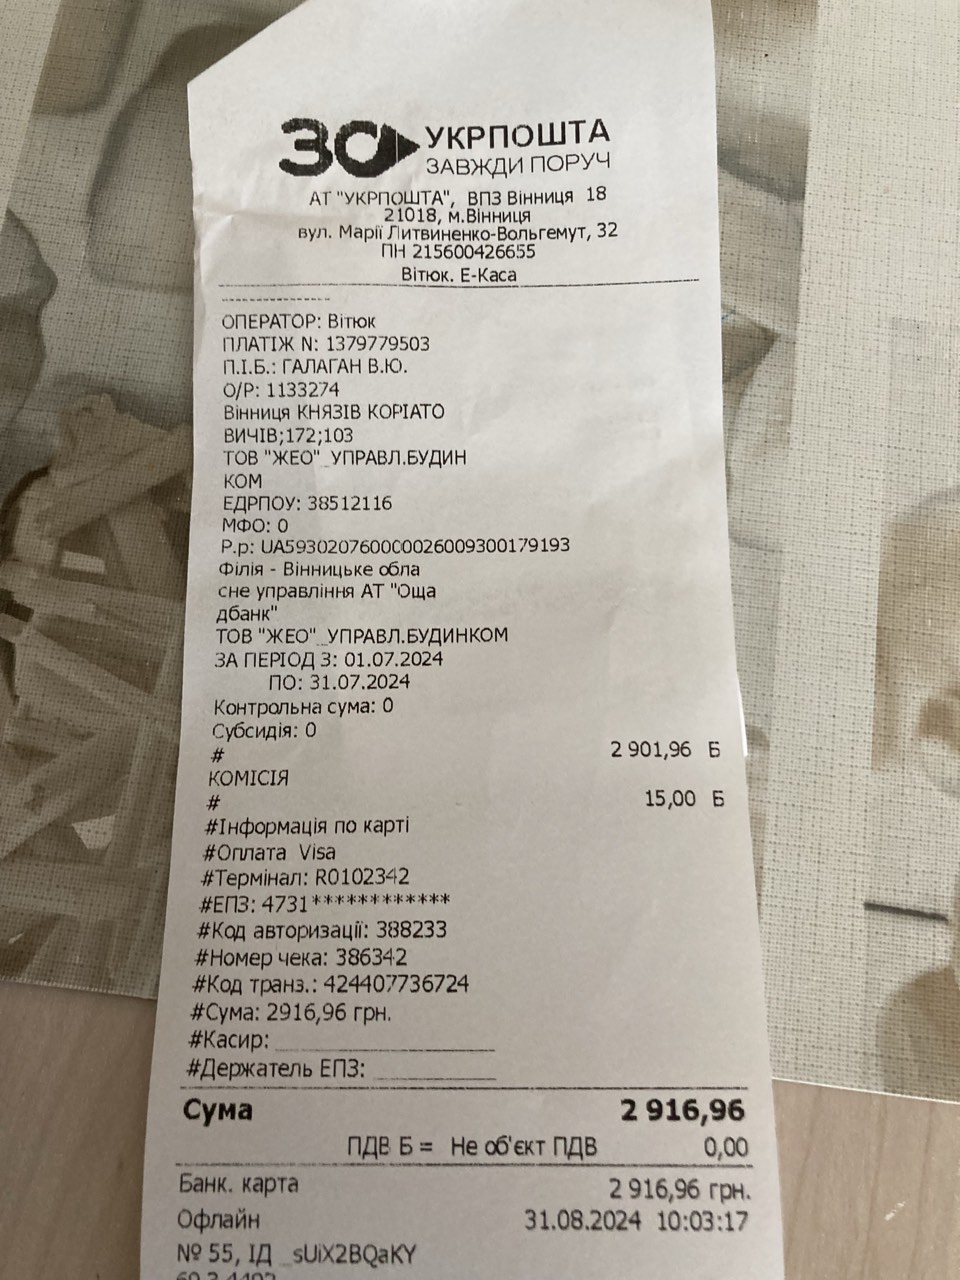 30 УКРПОШТА
ЗАВЖДИ ПОРУЧ
АТ "УКРПОШТА", ВПЗ Вінниця 18
21018, м.Вінниця
вул. Марії Литвиненко-Вольгемут, 32
ПН 215600426655
Вітюк. Е-Каса
ОПЕРАТОР: Вітюк
ПЛАТІЖ N: 1379779503
П.І.Б.: ГАЛАГАН В.Ю.
О/Р: 1133274
Вінниця КНЯЗІВ КОРІАТО
ВИЧІВ;172;103
ТОВ "ЖЕО"_УПРАВЛ.БУДИН
КОМ
ЕДРПОУ: 38512116
МФО: 0
Р.р: UA593020760000026009300179193
Філія - Вінницьке обла
сне управління АТ "Оща
дбанк"
ТОВ "ЖЕО"_УПРАВЛ.БУДИНКОМ
ЗА ПЕРІОД З: 01.07.2024
ПО: 31.07.2024
Контрольна сума: 0
Субсидія: 0
# 2 901,96 Б
КОМІСІЯ
# 15,00 Б
#Інформація по карті
#Оплата Visa
#Термінал: R0102342
#ЕПЗ: 4731************
#Код авторизації: 388233
#Номер чека: 386342
#Код транз.: 424407736724
#Сума: 2916,96 грн.
#Касир: ____________________
#Держатель ЕПЗ: ___________
Сума 2 916,96
ПДВ Б = Не об'єкт ПДВ 0,00
Банк. карта 2 916,96 грн.
Офлайн 31.08.2024 10:03:17
№ 55, ІД _sUiX2BQaKY